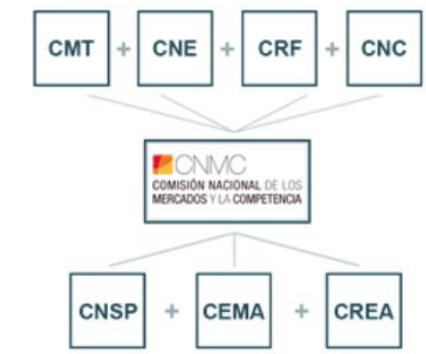 CMT + CNE + CRF + CNC
CNMC
COMISIÓN NACIONAL DE LOS
MERCADOS Y LA COMPETENCIA
CNSP + CEMA + CREA